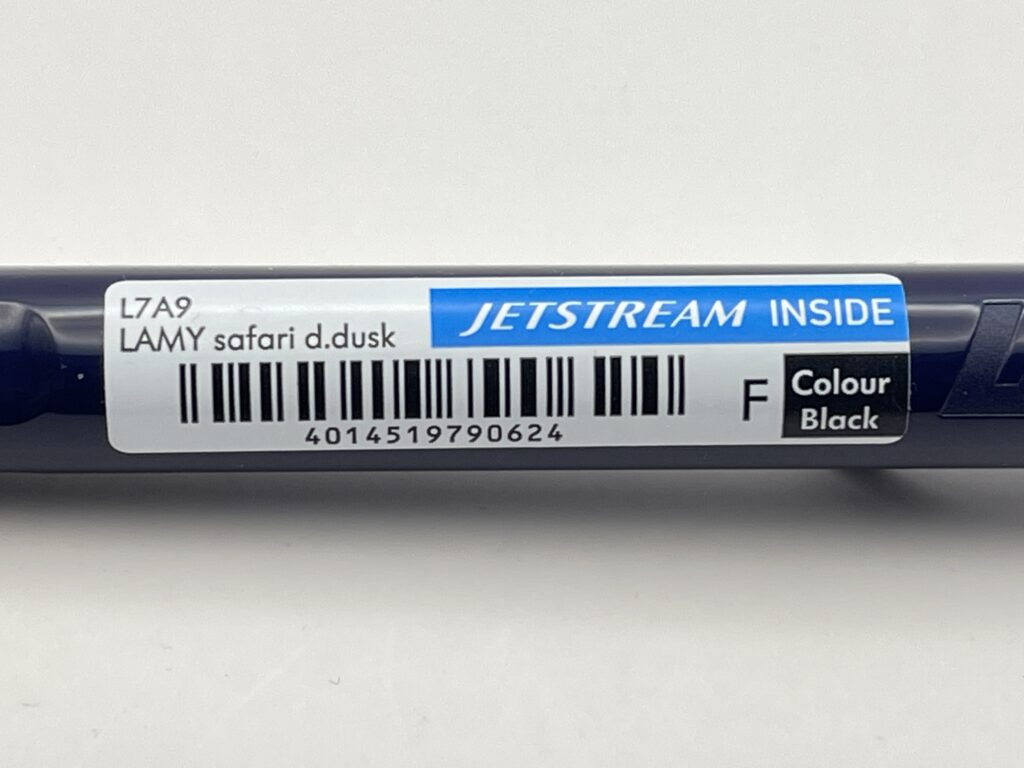 L7A9
LAMY safari d.dusk
JETSTREAM INSIDE
4014519790624
F
Colour
Black